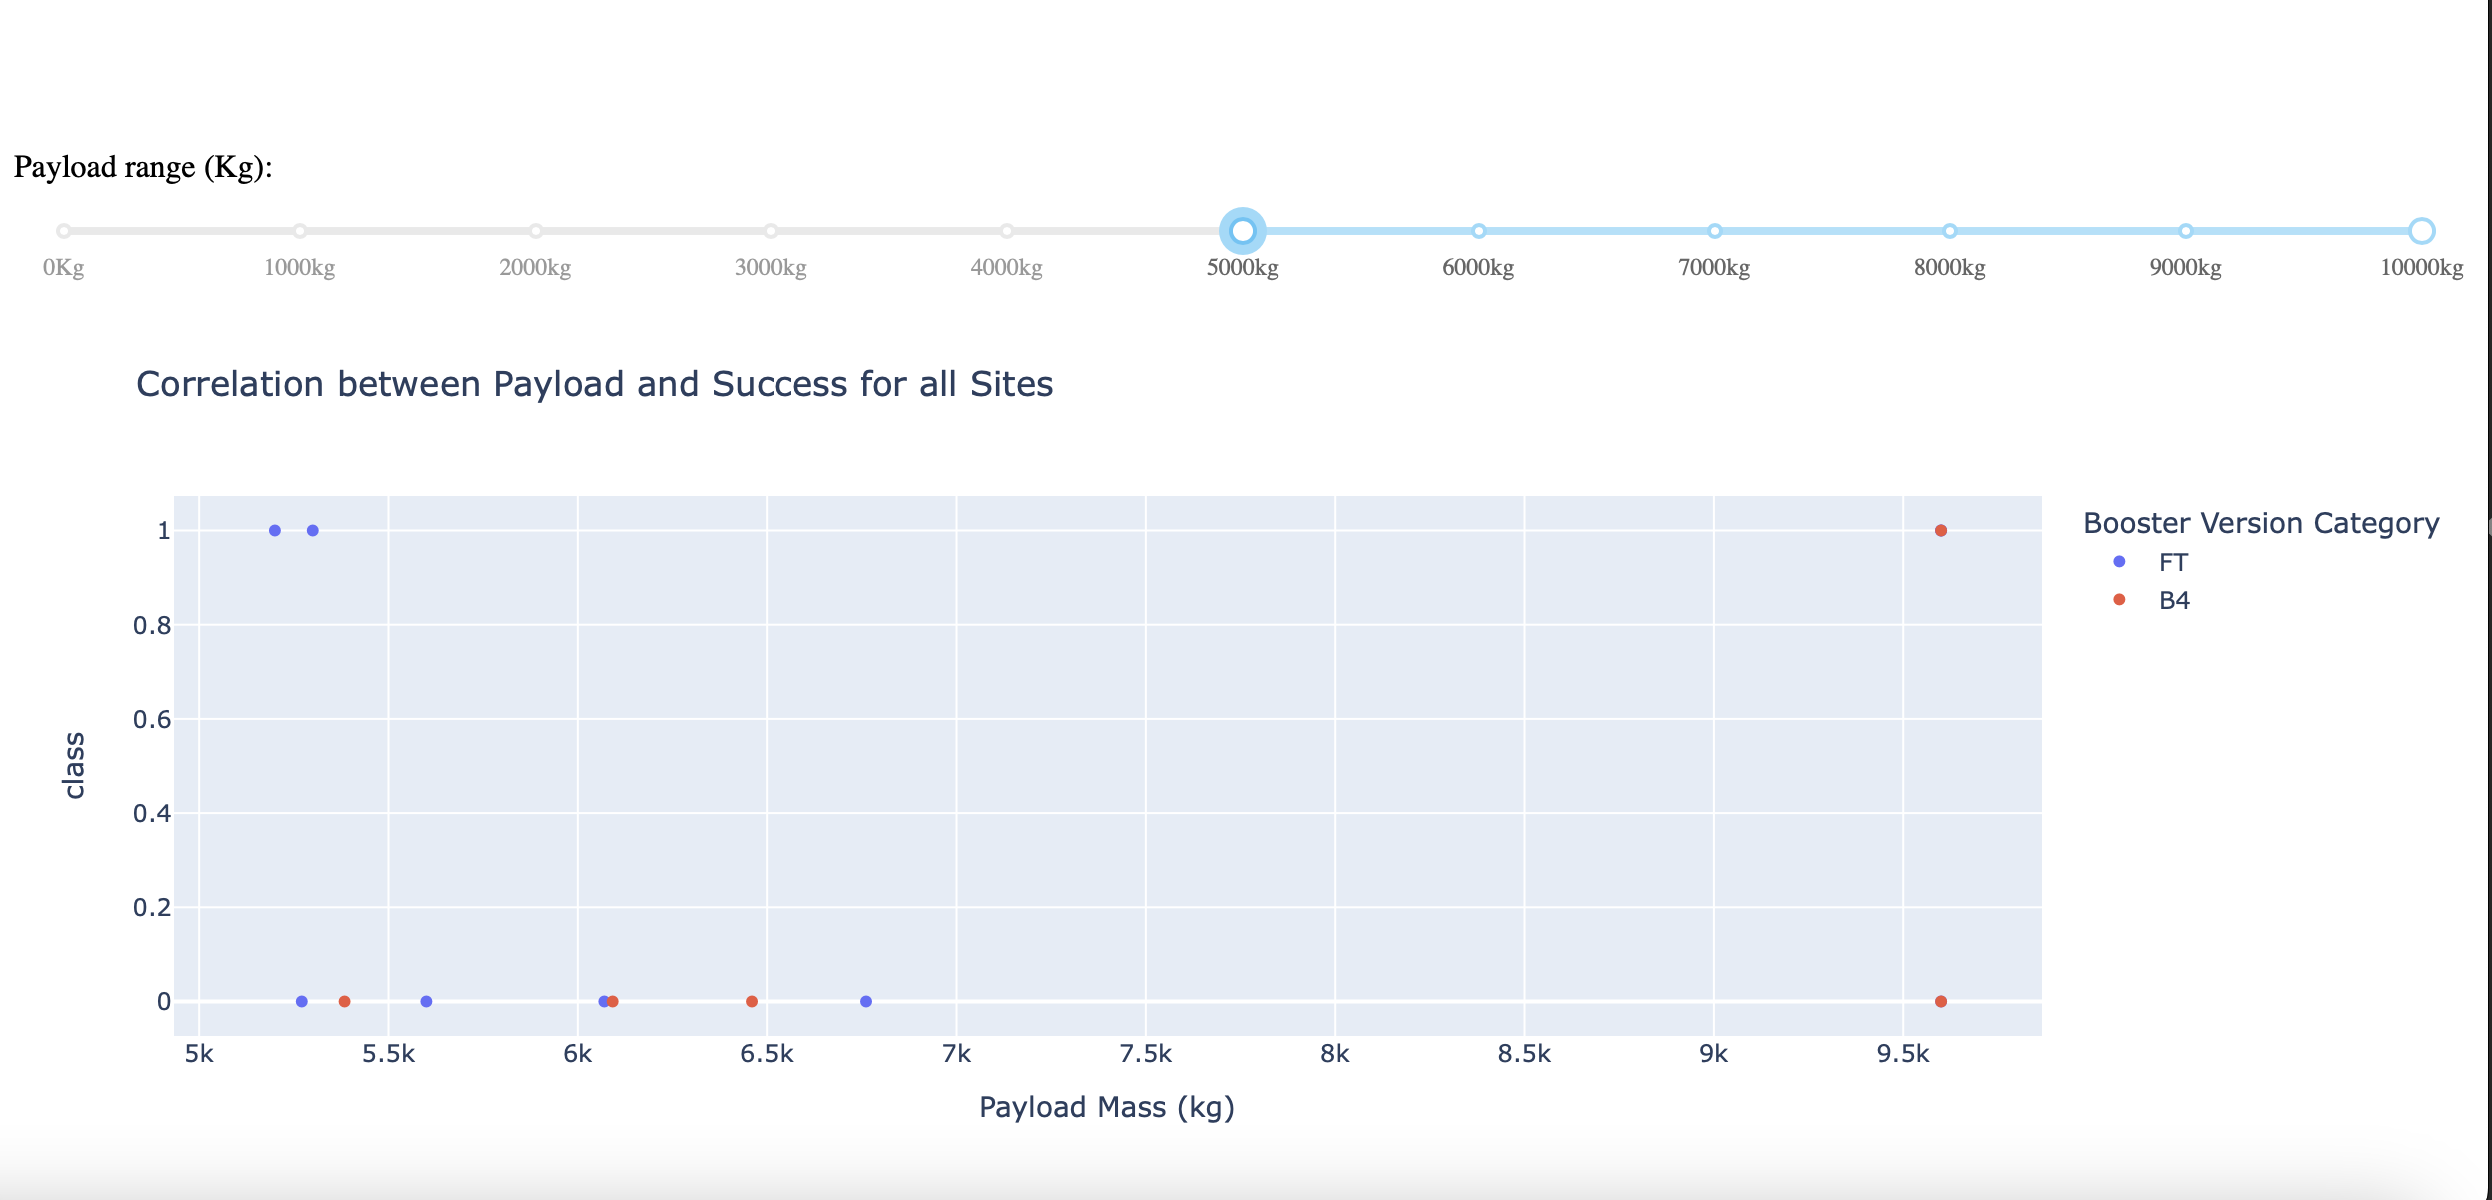 Payload range (Kg):
0Kg 1000kg 2000kg 3000kg 4000kg 5000kg 6000kg 7000kg 8000kg 9000kg 10000kg
Correlation between Payload and Success for all Sites
Booster Version Category
FT
B4
1
0.8
0.6
0.4
0.2
0
class
5k 5.5k 6k 6.5k 7k 7.5k 8k 8.5k 9k 9.5k
Payload Mass (kg)